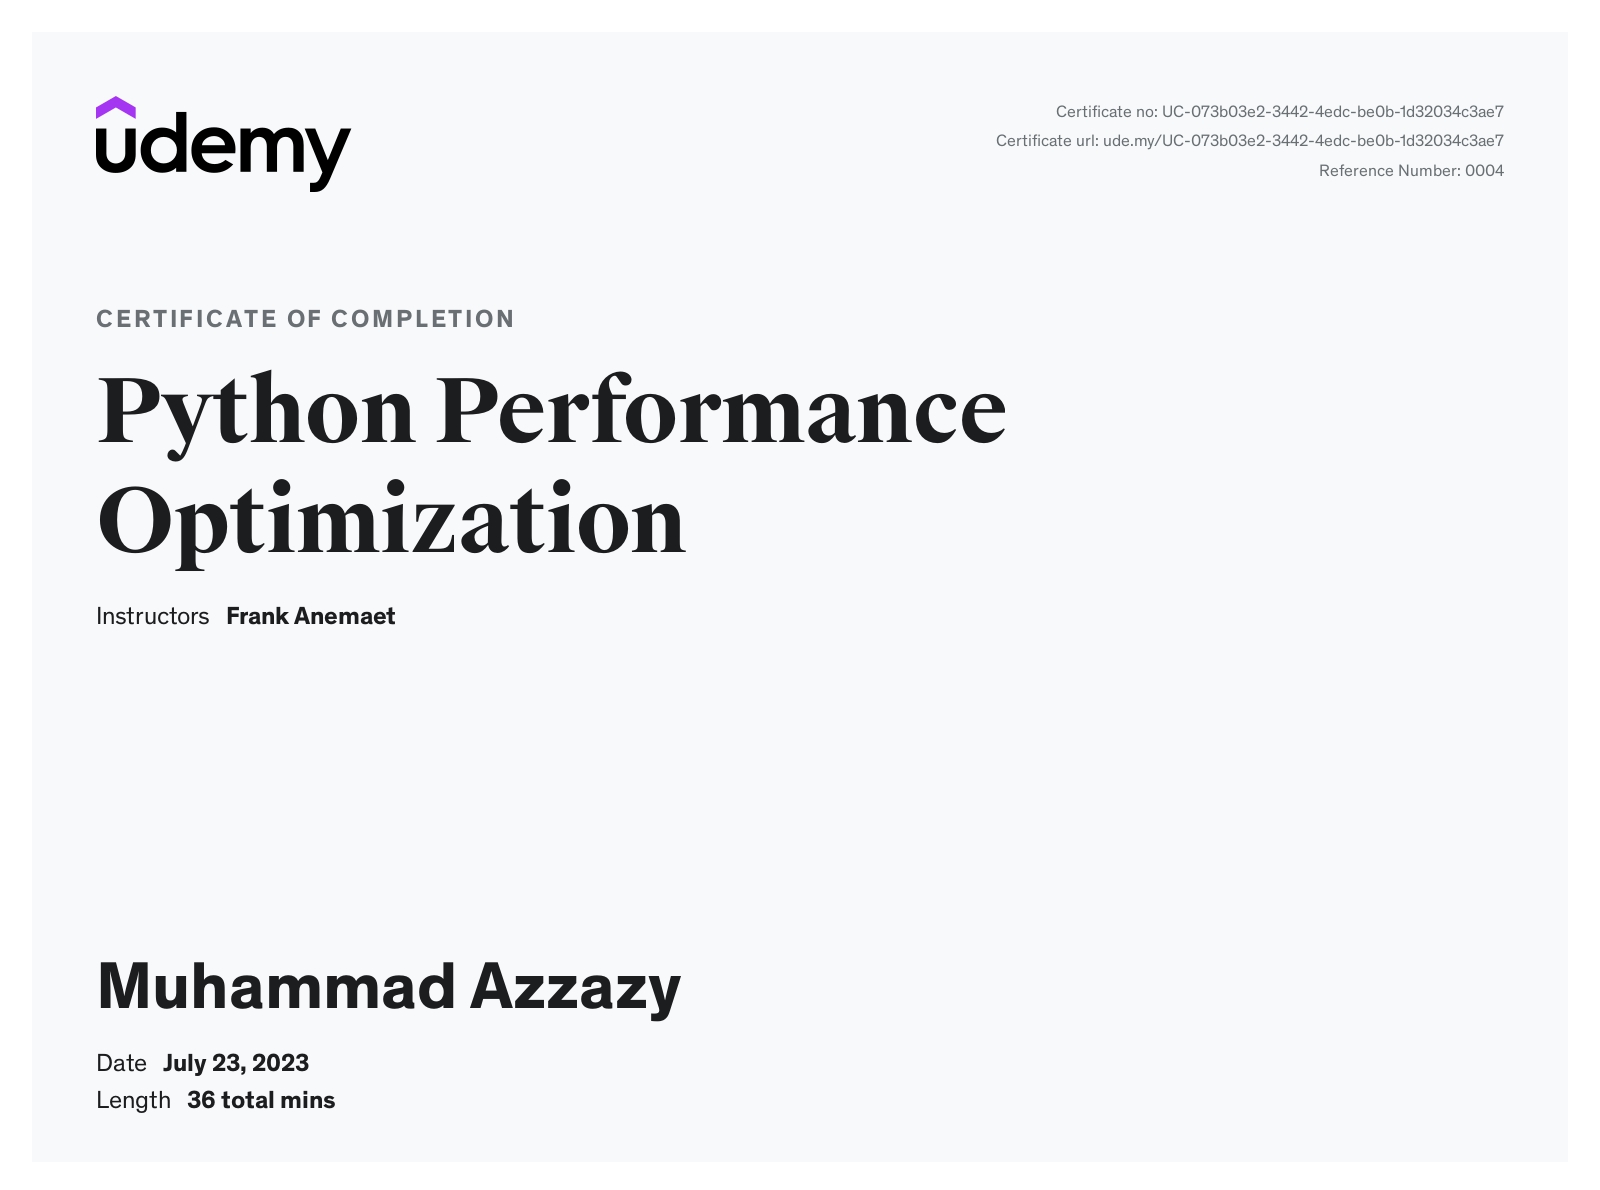 udemy
Certificate no: UC-073b03e2-3442-4edc-be0b-1d32034c3ae7
Certificate url: ude.my/UC-073b03e2-3442-4edc-be0b-1d32034c3ae7
Reference Number: 0004
CERTIFICATE OF COMPLETION
Python Performance
Optimization
Instructors Frank Anemaet
Muhammad Azzazy
Date July 23, 2023
Length 36 total mins